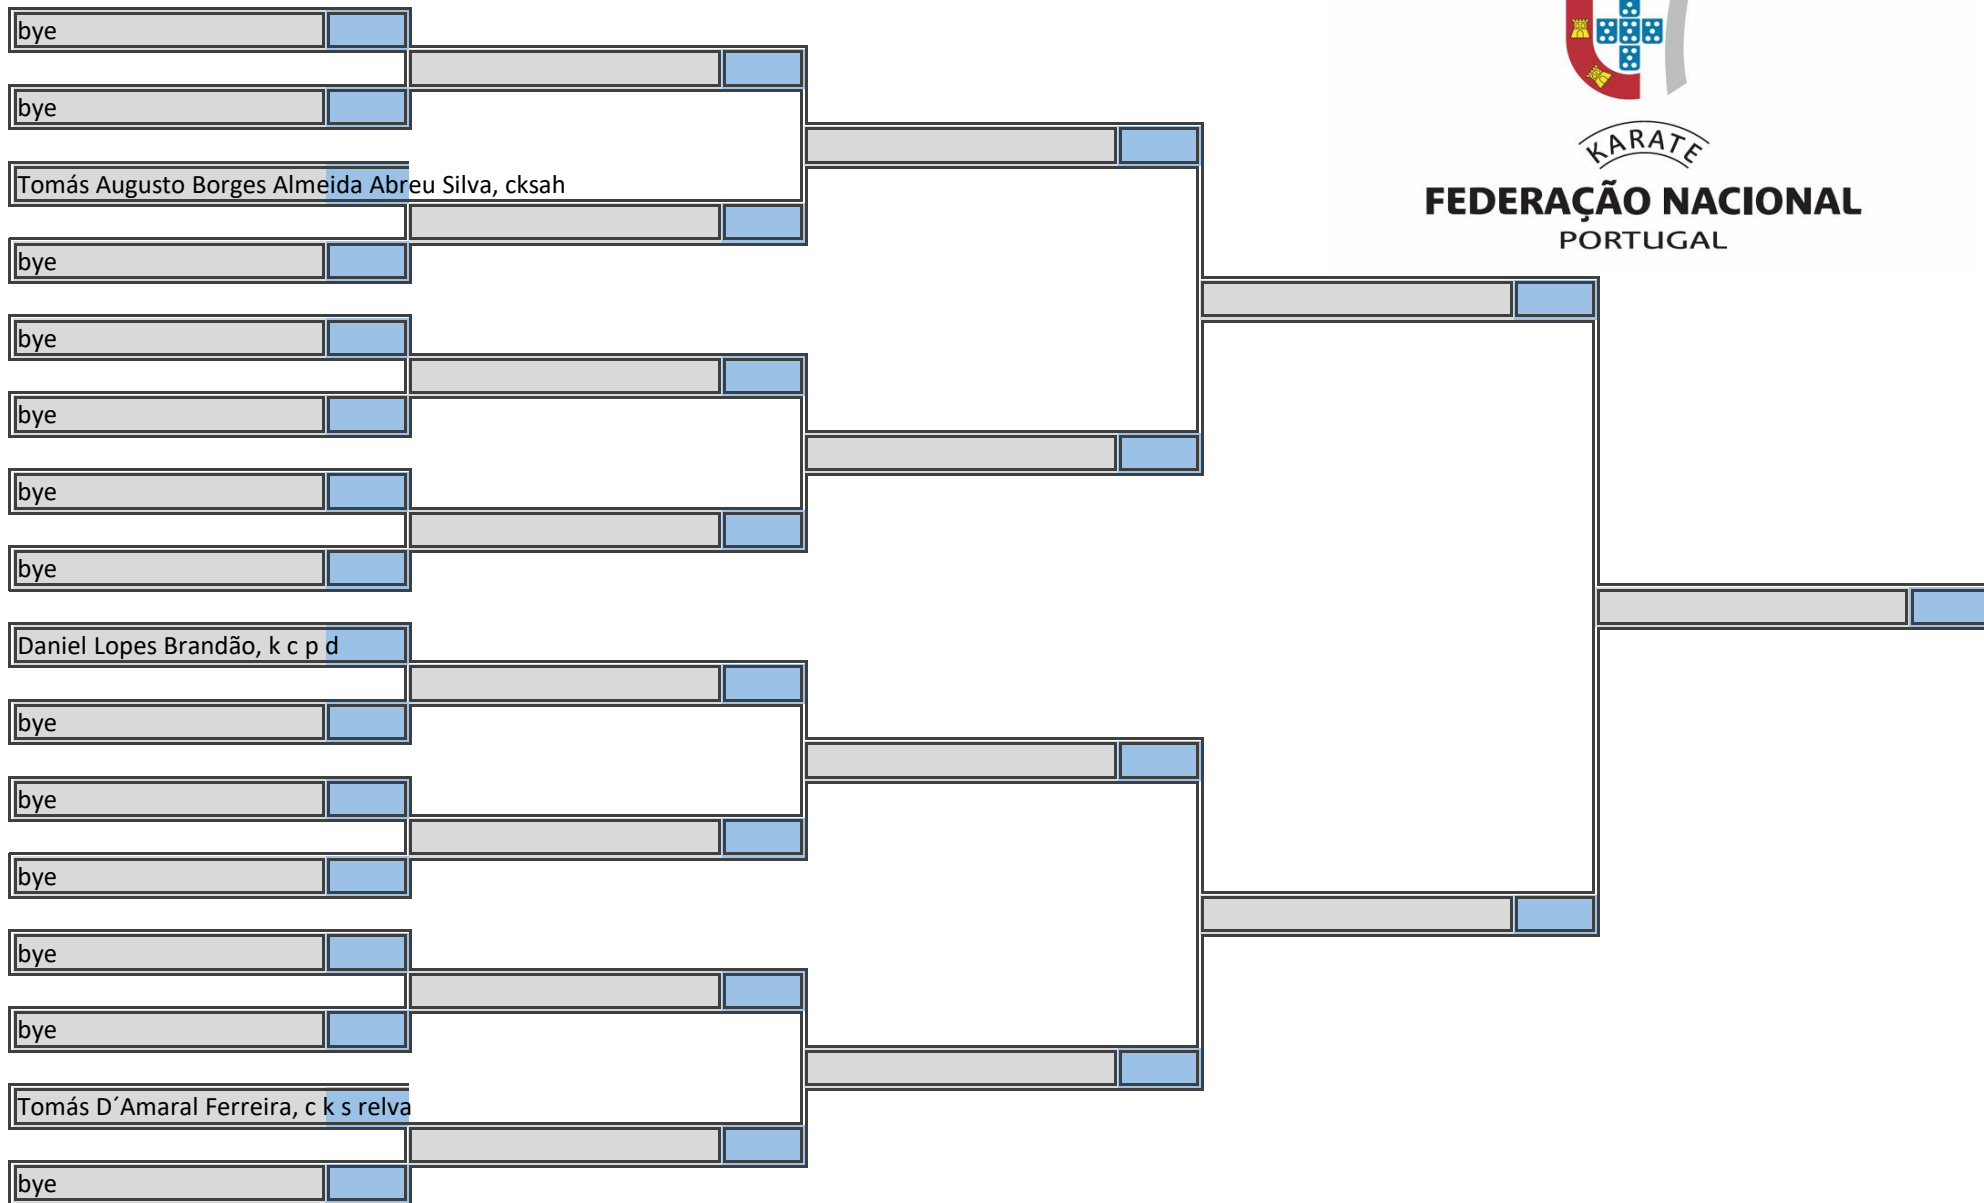 bye
bye
Tomás Augusto Borges Almeida Abreu Silva, cksah
bye
bye
bye
bye
bye
Daniel Lopes Brandão, k c p d
bye
bye
bye
bye
bye
Tomás D´Amaral Ferreira, c k s relva
bye
KARATE
FEDERAÇÃO NACIONAL
PORTUGAL